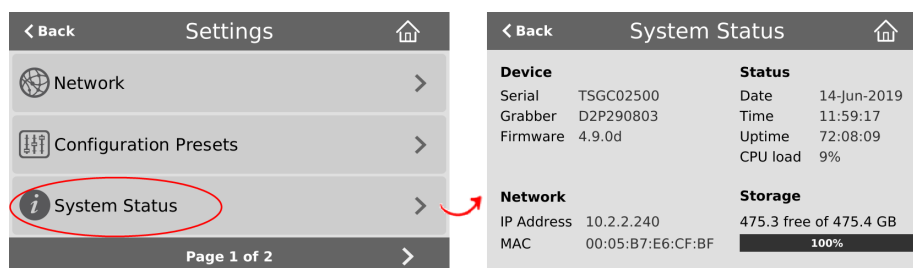 Back Settings
Network
Configuration Presets
i System Status
Page 1 of 2
Back System Status
Device
Serial TSGC02500
Grabber D2P290803
Firmware 4.9.0d
Status
Date 14-Jun-2019
Time 11:59:17
Uptime 72:08:09
CPU load 9%
Network
IP Address 10.2.2.240
MAC 00:05:B7:E6:CF:BF
Storage
475.3 free of 475.4 GB
100%